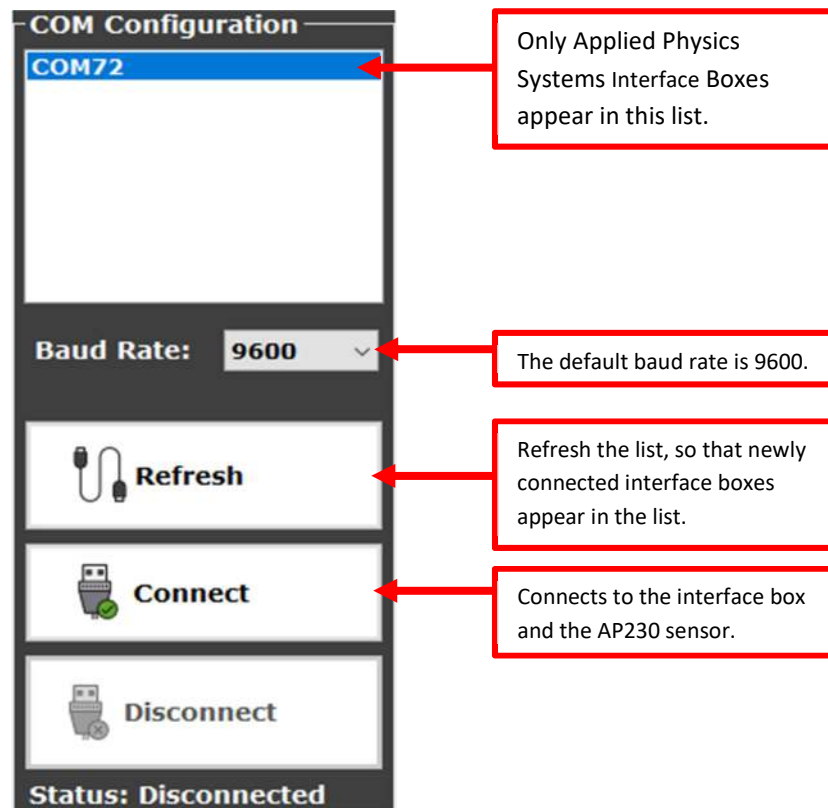 COM Configuration
COM72
Only Applied Physics
Systems Interface Boxes
appear in this list.
Baud Rate:
9600
The default baud rate is 9600.
Refresh
Refresh the list, so that newly
connected interface boxes
appear in the list.
Connect
Connects to the interface box
and the AP230 sensor.
Disconnect
Status: Disconnected